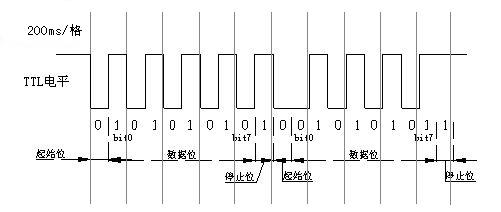 200ms/格
TTL电平
0 1 0 1 0 1 0 1 0 1 0 0 1 0 1 0 1 0 1 1
bit0 bit7 bit0 bit7
起始位 数据位 数据位
停止位 起始位 停止位